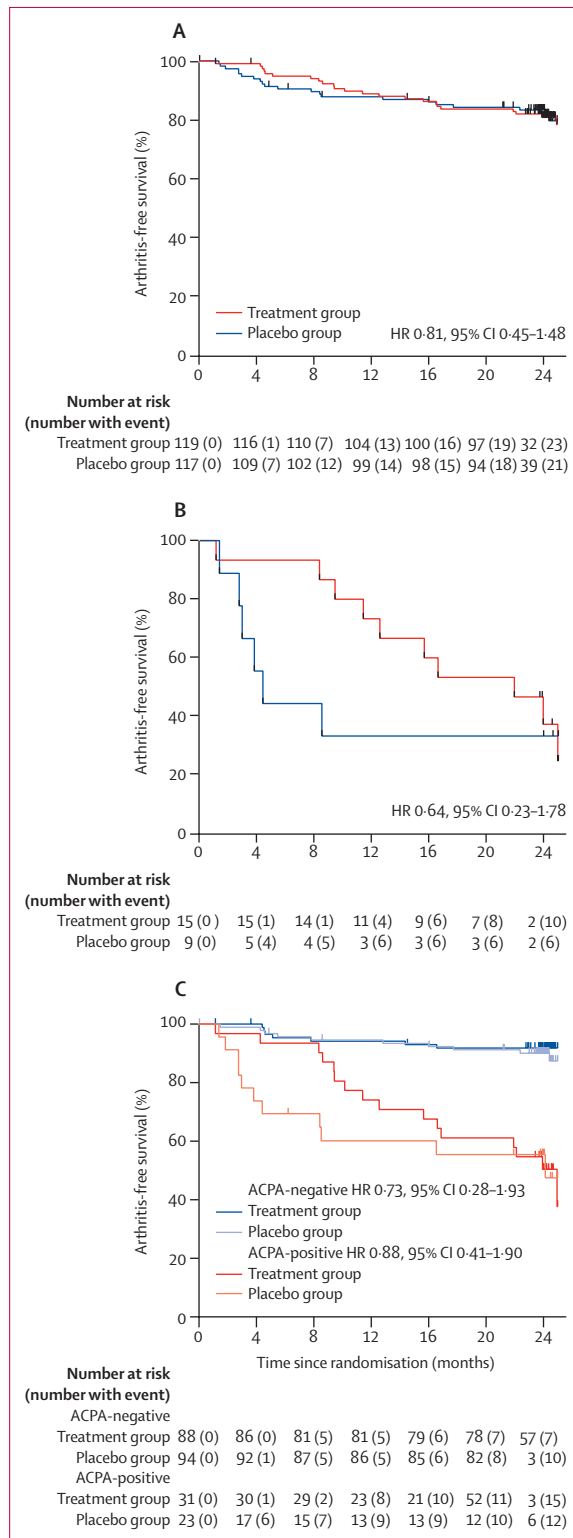 A
100
80
60
40
20
0
Arthritis-free survival (%)
Treatment group
Placebo group
HR 0·81, 95% CI 0·45–1·48
0 4 8 12 16 20 24
Number at risk
(number with event)
Treatment group 119 (0) 116 (1) 110 (7) 104 (13) 100 (16) 97 (19) 32 (23)
Placebo group 117 (0) 109 (7) 102 (12) 99 (14) 98 (15) 94 (18) 39 (21)
B
100
80
60
40
20
0
Arthritis-free survival (%)
HR 0·64, 95% CI 0·23–1·78
0 4 8 12 16 20 24
Number at risk
(number with event)
Treatment group 15 (0) 15 (1) 14 (1) 11 (4) 9 (6) 7 (8) 2 (10)
Placebo group 9 (0) 5 (4) 4 (5) 3 (6) 3 (6) 3 (6) 2 (6)
C
100
80
60
40
20
0
Arthritis-free survival (%)
ACPA-negative HR 0·73, 95% CI 0·28–1·93
Treatment group
Placebo group
ACPA-positive HR 0·88, 95% CI 0·41–1·90
Treatment group
Placebo group
0 4 8 12 16 20 24
Time since randomisation (months)
Number at risk
(number with event)
ACPA-negative
Treatment group 88 (0) 86 (0) 81 (5) 81 (5) 79 (6) 78 (7) 57 (7)
Placebo group 94 (0) 92 (1) 87 (5) 86 (5) 85 (6) 82 (8) 3 (10)
ACPA-positive
Treatment group 31 (0) 30 (1) 29 (2) 23 (8) 21 (10) 52 (11) 3 (15)
Placebo group 23 (0) 17 (6) 15 (7) 13 (9) 13 (9) 12 (10) 6 (12)